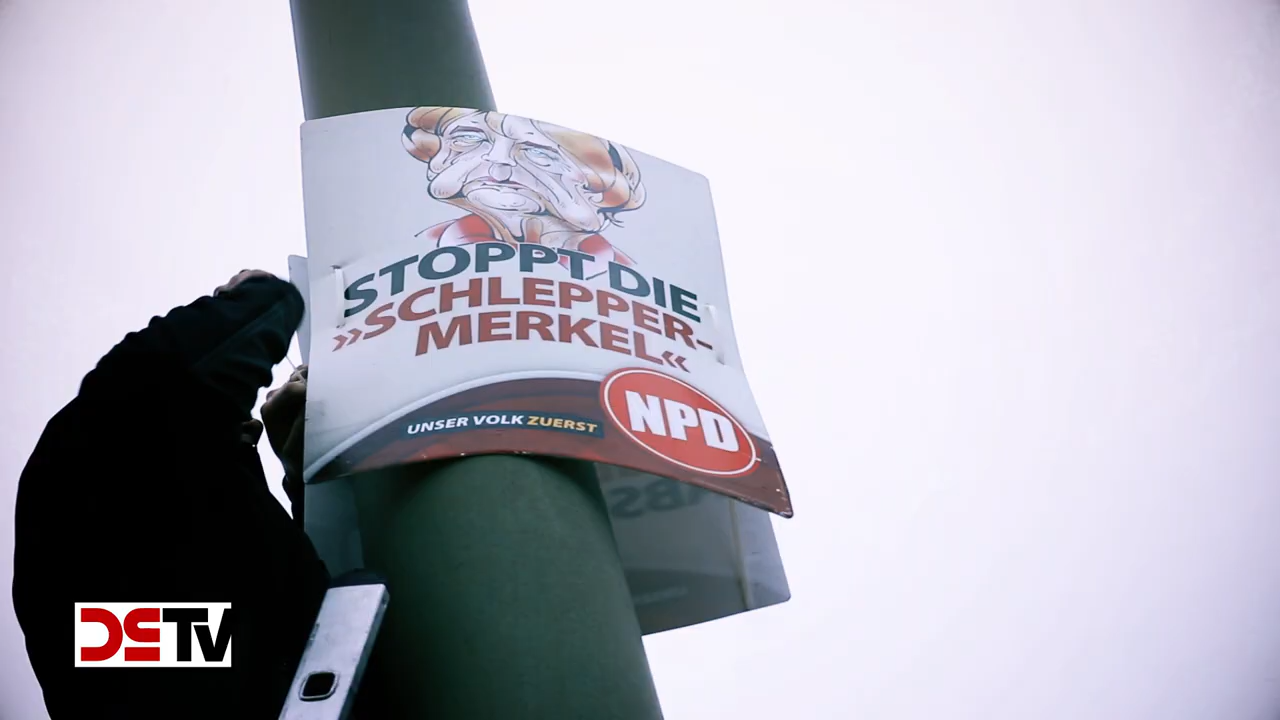 STOPPT DIE
»SCHLEPPER-
MERKEL«
UNSER VOLK ZUERST
NPD
DSTV